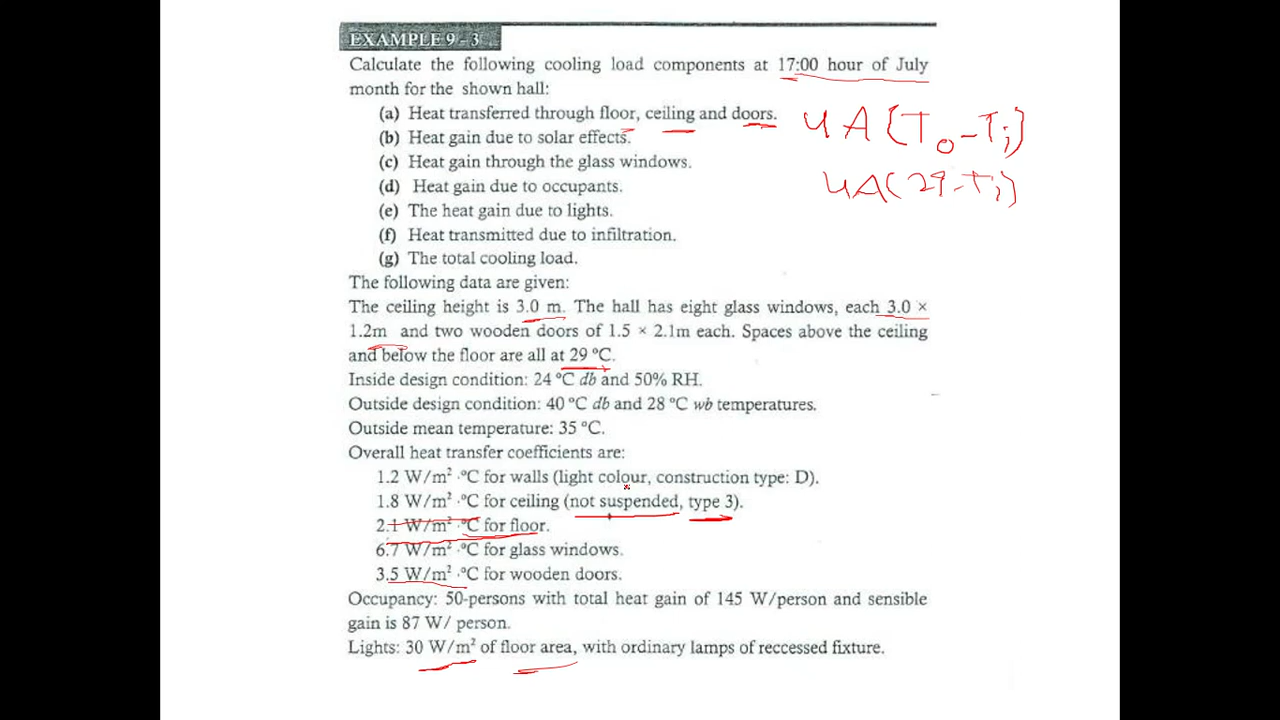 EXAMPLE 9 - 3
Calculate the following cooling load components at 17:00 hour of July
month for the shown hall:
(a) Heat transferred through floor, ceiling and doors.
(b) Heat gain due to solar effects.
(c) Heat gain through the glass windows.
(d) Heat gain due to occupants.
(e) The heat gain due to lights.
(f) Heat transmitted due to infiltration.
(g) The total cooling load.
UA{To-Ti}
UA(29-Ti)
The following data are given:
The ceiling height is 3.0 m. The hall has eight glass windows, each 3.0 ×
1.2m and two wooden doors of 1.5 × 2.1m each. Spaces above the ceiling
and below the floor are all at 29 °C.
Inside design condition: 24 °C db and 50% RH.
Outside design condition: 40 °C db and 28 °C wb temperatures.
Outside mean temperature: 35 °C.
Overall heat transfer coefficients are:
1.2 W/m² ·°C for walls (light colour, construction type: D).
1.8 W/m² ·°C for ceiling (not suspended, type 3).
2.1 W/m² ·°C for floor.
6.7 W/m² ·°C for glass windows.
3.5 W/m² ·°C for wooden doors.
Occupancy: 50-persons with total heat gain of 145 W/person and sensible
gain is 87 W/ person.
Lights: 30 W/m² of floor area, with ordinary lamps of reccessed fixture.